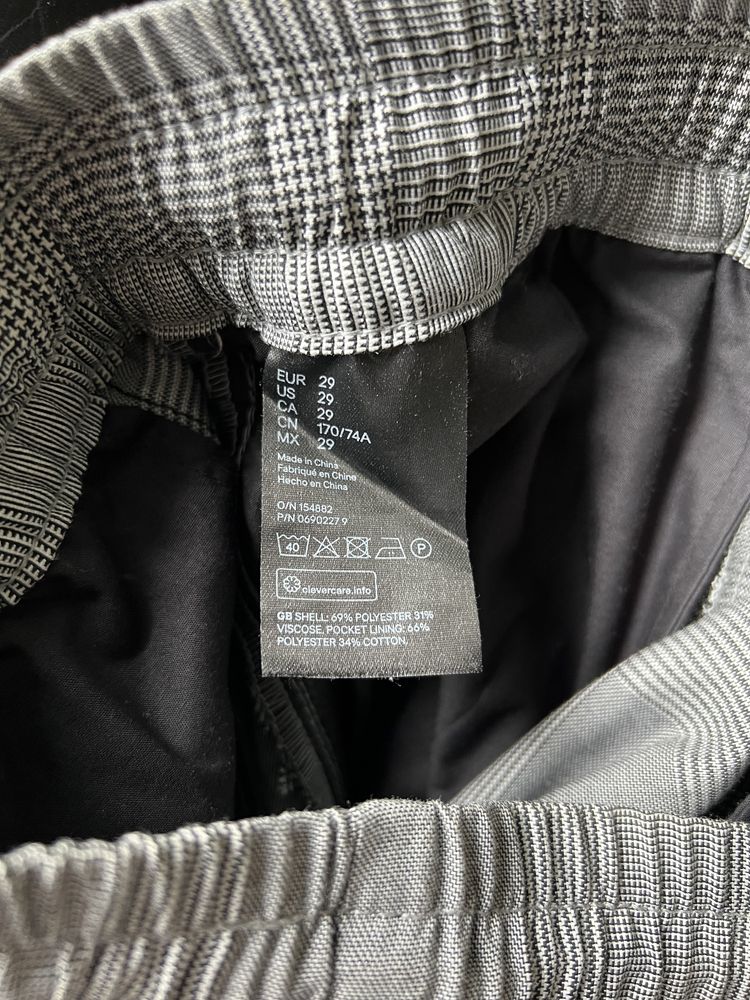 EUR 29
US 29
CA 29
CN 170/74A
MX 29
Made in China
Fabriqué en Chine
Hecho en China
O/N 154882
P/N 0690227 9
40 P
clevercare.info
GB SHELL: 69% POLYESTER 31%
VISCOSE, POCKET LINING: 66%
POLYESTER 34% COTTON.